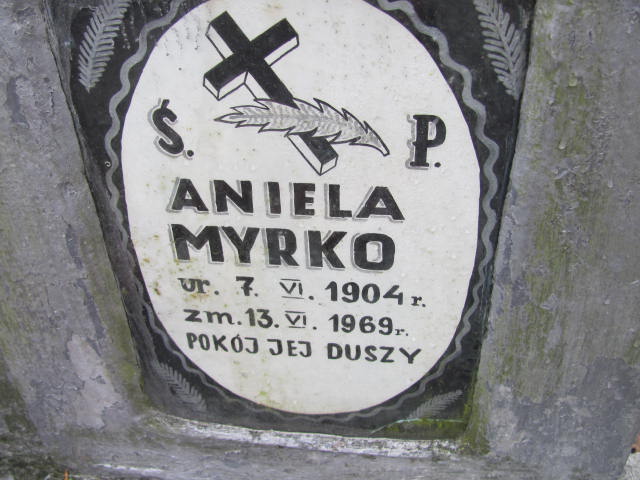 Ś. P.
ANIELA
MYRKO
ur. 7. VI. 1904 r.
zm. 13. VI. 1969 r.
POKÓJ JEJ DUSZY